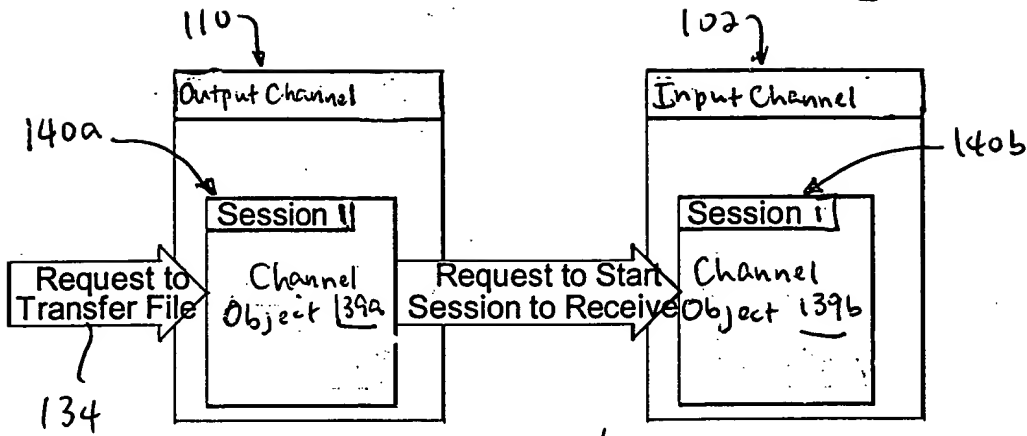 110
102
Output Channel
Input Channel
140a
140b
Session 1
Session 1
Request to
Transfer File
Channel
Object 139a
Request to Start
Session to Receive
Channel
Object 139b
134